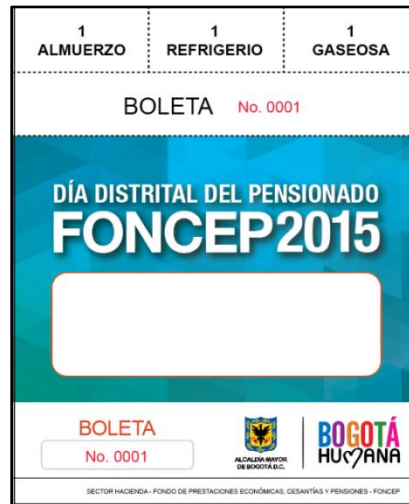 1 ALMUERZO
1 REFRIGERIO
1 GASEOSA
BOLETA No. 0001
DÍA DISTRITAL DEL PENSIONADO
FONCEP2015
BOLETA
No. 0001
ALCALDÍA MAYOR
DE BOGOTÁ D.C.
BOGOTÁ
HUMANA
SECTOR HACIENDA - FONDO DE PRESTACIONES ECONÓMICAS, CESANTÍAS Y PENSIONES - FONCEP